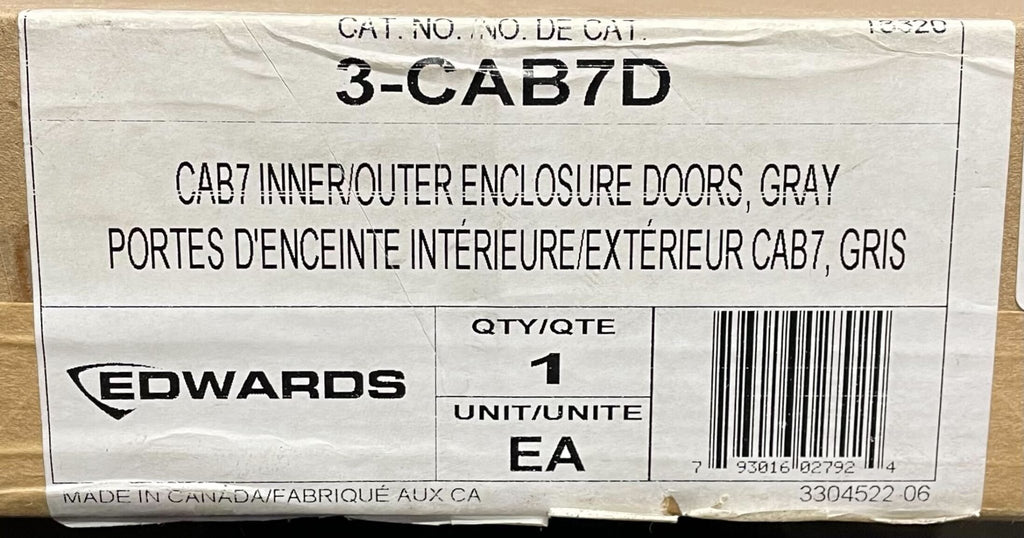 CAT. NO. /NO. DE CAT.
13320
3-CAB7D
CAB7 INNER/OUTER ENCLOSURE DOORS, GRAY
PORTES D'ENCEINTE INTÉRIEURE/EXTÉRIEUR CAB7, GRIS
EDWARDS
QTY/QTE
1
UNIT/UNITE
EA
7 93016 02792 4
MADE IN CANADA/FABRIQUÉ AUX CA
3304522 06